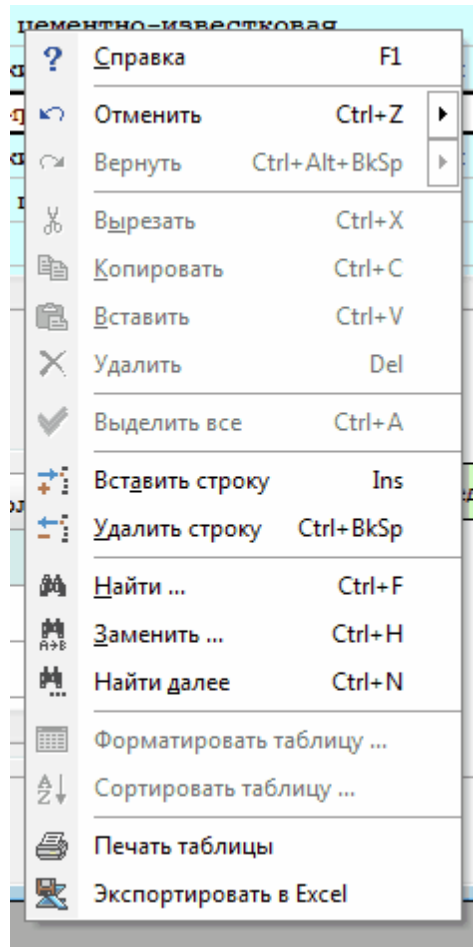 цементно-известковая
? Справка F1
Отменить Ctrl+Z
Вернуть Ctrl+Alt+BkSp
Вырезать Ctrl+X
Копировать Ctrl+C
Вставить Ctrl+V
Удалить Del
Выделить все Ctrl+A
Вставить строку Ins
Удалить строку Ctrl+BkSp
Найти ... Ctrl+F
Заменить ... Ctrl+H
Найти далее Ctrl+N
Форматировать таблицу ...
Сортировать таблицу ...
Печать таблицы
Экспортировать в Excel